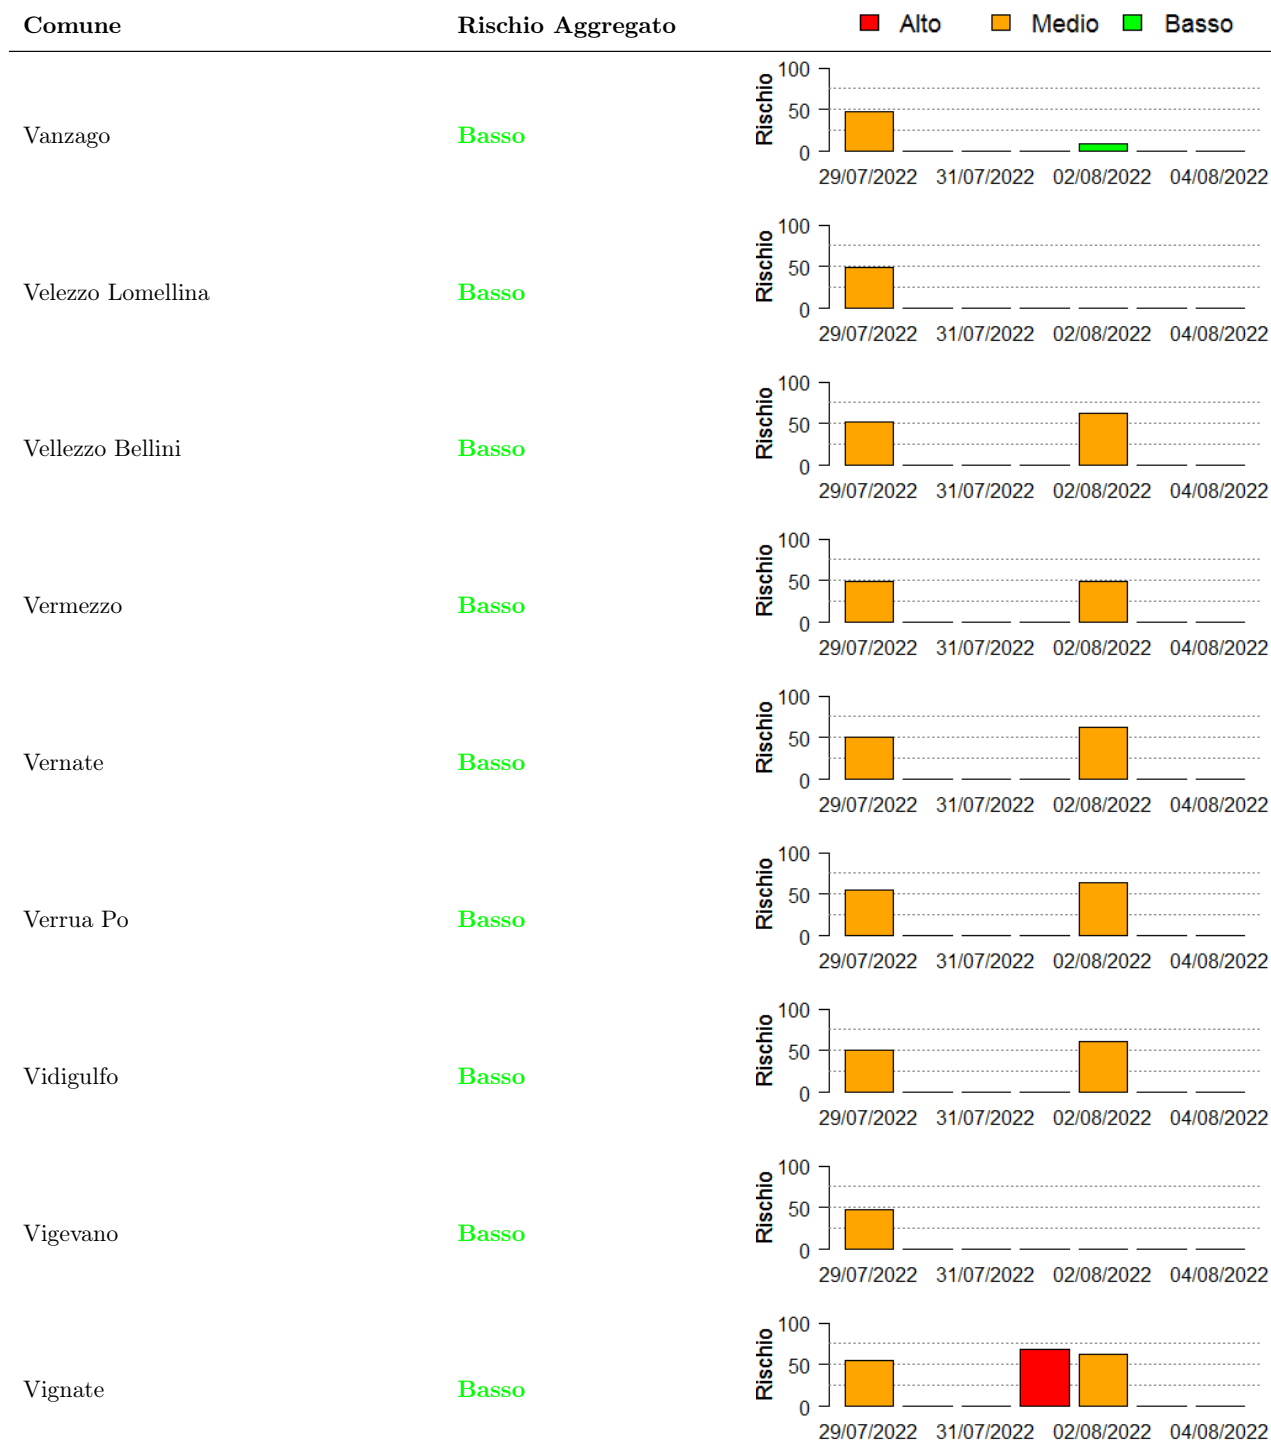 Comune Rischio Aggregato Alto Medio Basso
100
Rischio
50
Vanzago Basso
0
29/07/2022 31/07/2022 02/08/2022 04/08/2022
100
Rischio
50
Velezzo Lomellina Basso
0
29/07/2022 31/07/2022 02/08/2022 04/08/2022
100
Rischio
50
Vellezzo Bellini Basso
0
29/07/2022 31/07/2022 02/08/2022 04/08/2022
100
Rischio
50
Vermezzo Basso
0
29/07/2022 31/07/2022 02/08/2022 04/08/2022
100
Rischio
50
Vernate Basso
0
29/07/2022 31/07/2022 02/08/2022 04/08/2022
100
Rischio
50
Verrua Po Basso
0
29/07/2022 31/07/2022 02/08/2022 04/08/2022
100
Rischio
50
Vidigulfo Basso
0
29/07/2022 31/07/2022 02/08/2022 04/08/2022
100
Rischio
50
Vigevano Basso
0
29/07/2022 31/07/2022 02/08/2022 04/08/2022
100
Rischio
50
Vignate Basso
0
29/07/2022 31/07/2022 02/08/2022 04/08/2022